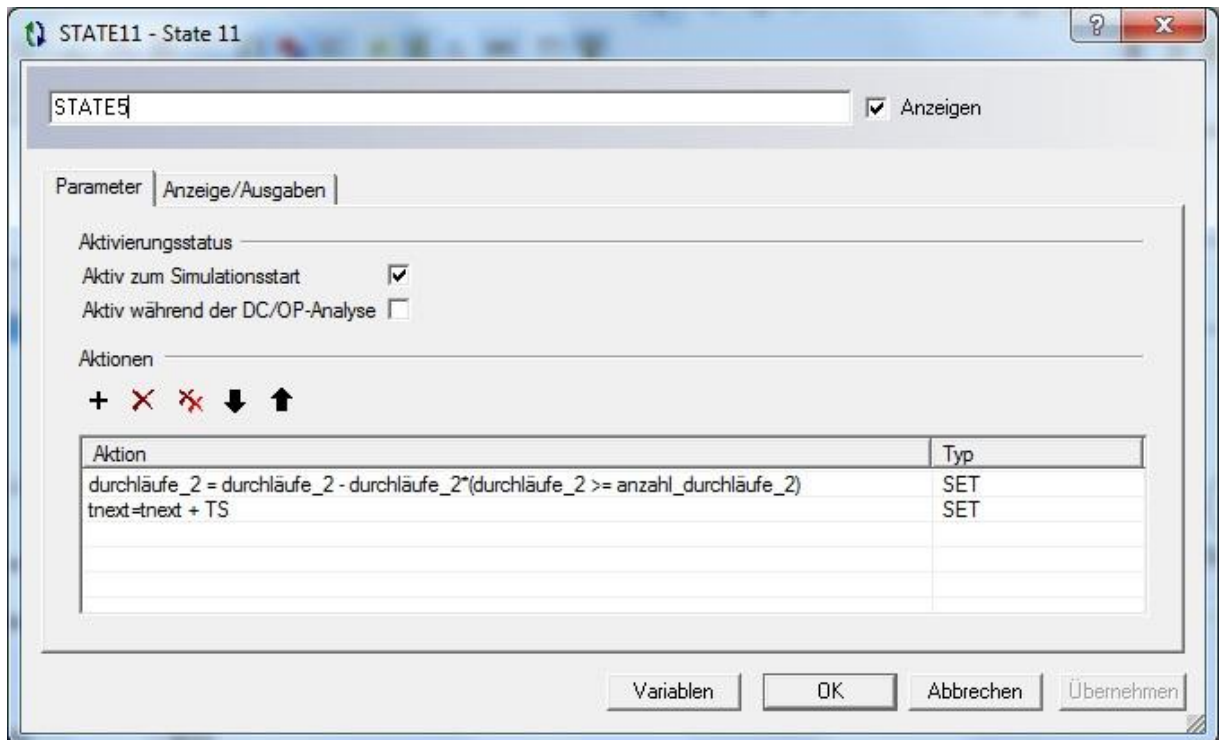 STATE11 - State 11
STATE5
Anzeigen
Parameter Anzeige/Ausgaben
Aktivierungsstatus
Aktiv zum Simulationsstart
Aktiv während der DC/OP-Analyse
Aktionen
Aktion Typ
durchläufe_2 = durchläufe_2 - durchläufe_2*(durchläufe_2 >= anzahl_durchläufe_2) SET
tnext=tnext + TS SET
Variablen OK Abbrechen Übernehmen